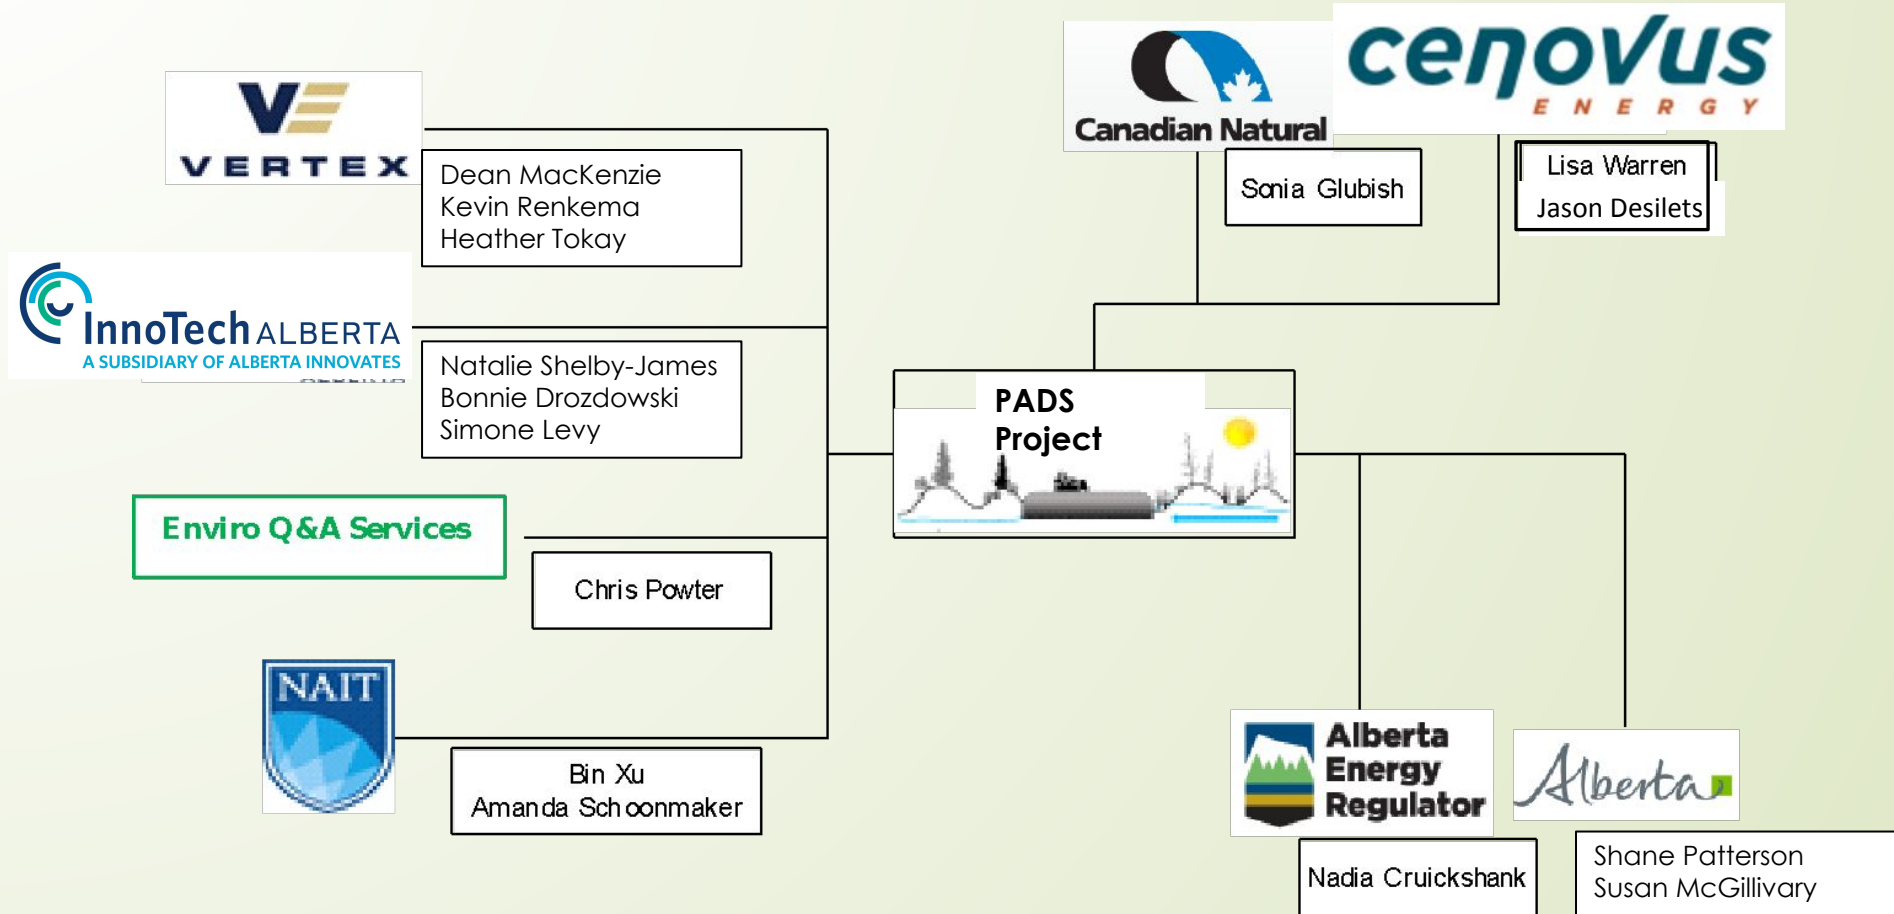 VERTEX
Dean MacKenzie
Kevin Renkema
Heather Tokay
InnoTech ALBERTA
A SUBSIDIARY OF ALBERTA INNOVATES
Natalie Shelby-James
Bonnie Drozdowski
Simone Levy
Enviro Q&A Services
Chris Powter
NAIT
Bin Xu
Amanda Schoonmaker
Canadian Natural
Sonia Glubish
cenovus
ENERGY
Lisa Warren
Jason Desilets
PADS
Project
Alberta
Energy
Regulator
Nadia Cruickshank
Alberta
Shane Patterson
Susan McGillivary